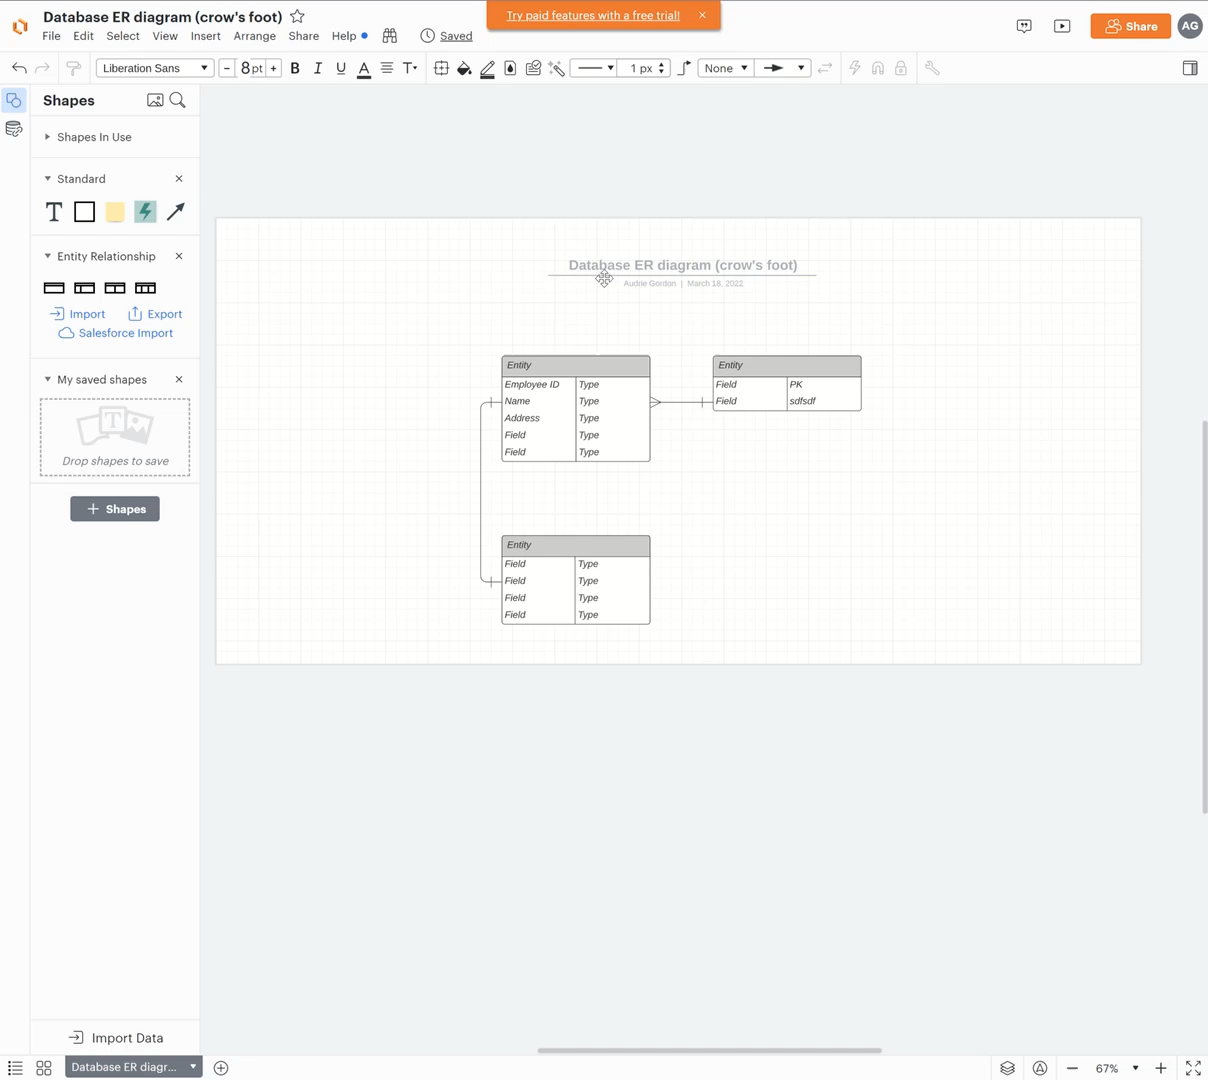 Try paid features with a free trial!
Database ER diagram (crow's foot)
File Edit Select View Insert Arrange Share Help Saved
Share AG
Liberation Sans - 8 pt + B I U A T 1 px None
Shapes
Shapes In Use
Standard
T
Entity Relationship
Import Export
Salesforce Import
My saved shapes
T
Drop shapes to save
+ Shapes
Database ER diagram (crow's foot)
Audrie Gordon | March 18, 2022
Entity
Employee ID Type
Name Type
Address Type
Field Type
Field Type
Entity
Field PK
Field sdfsdf
Entity
Field Type
Field Type
Field Type
Field Type
Import Data
Database ER diagr...
67%